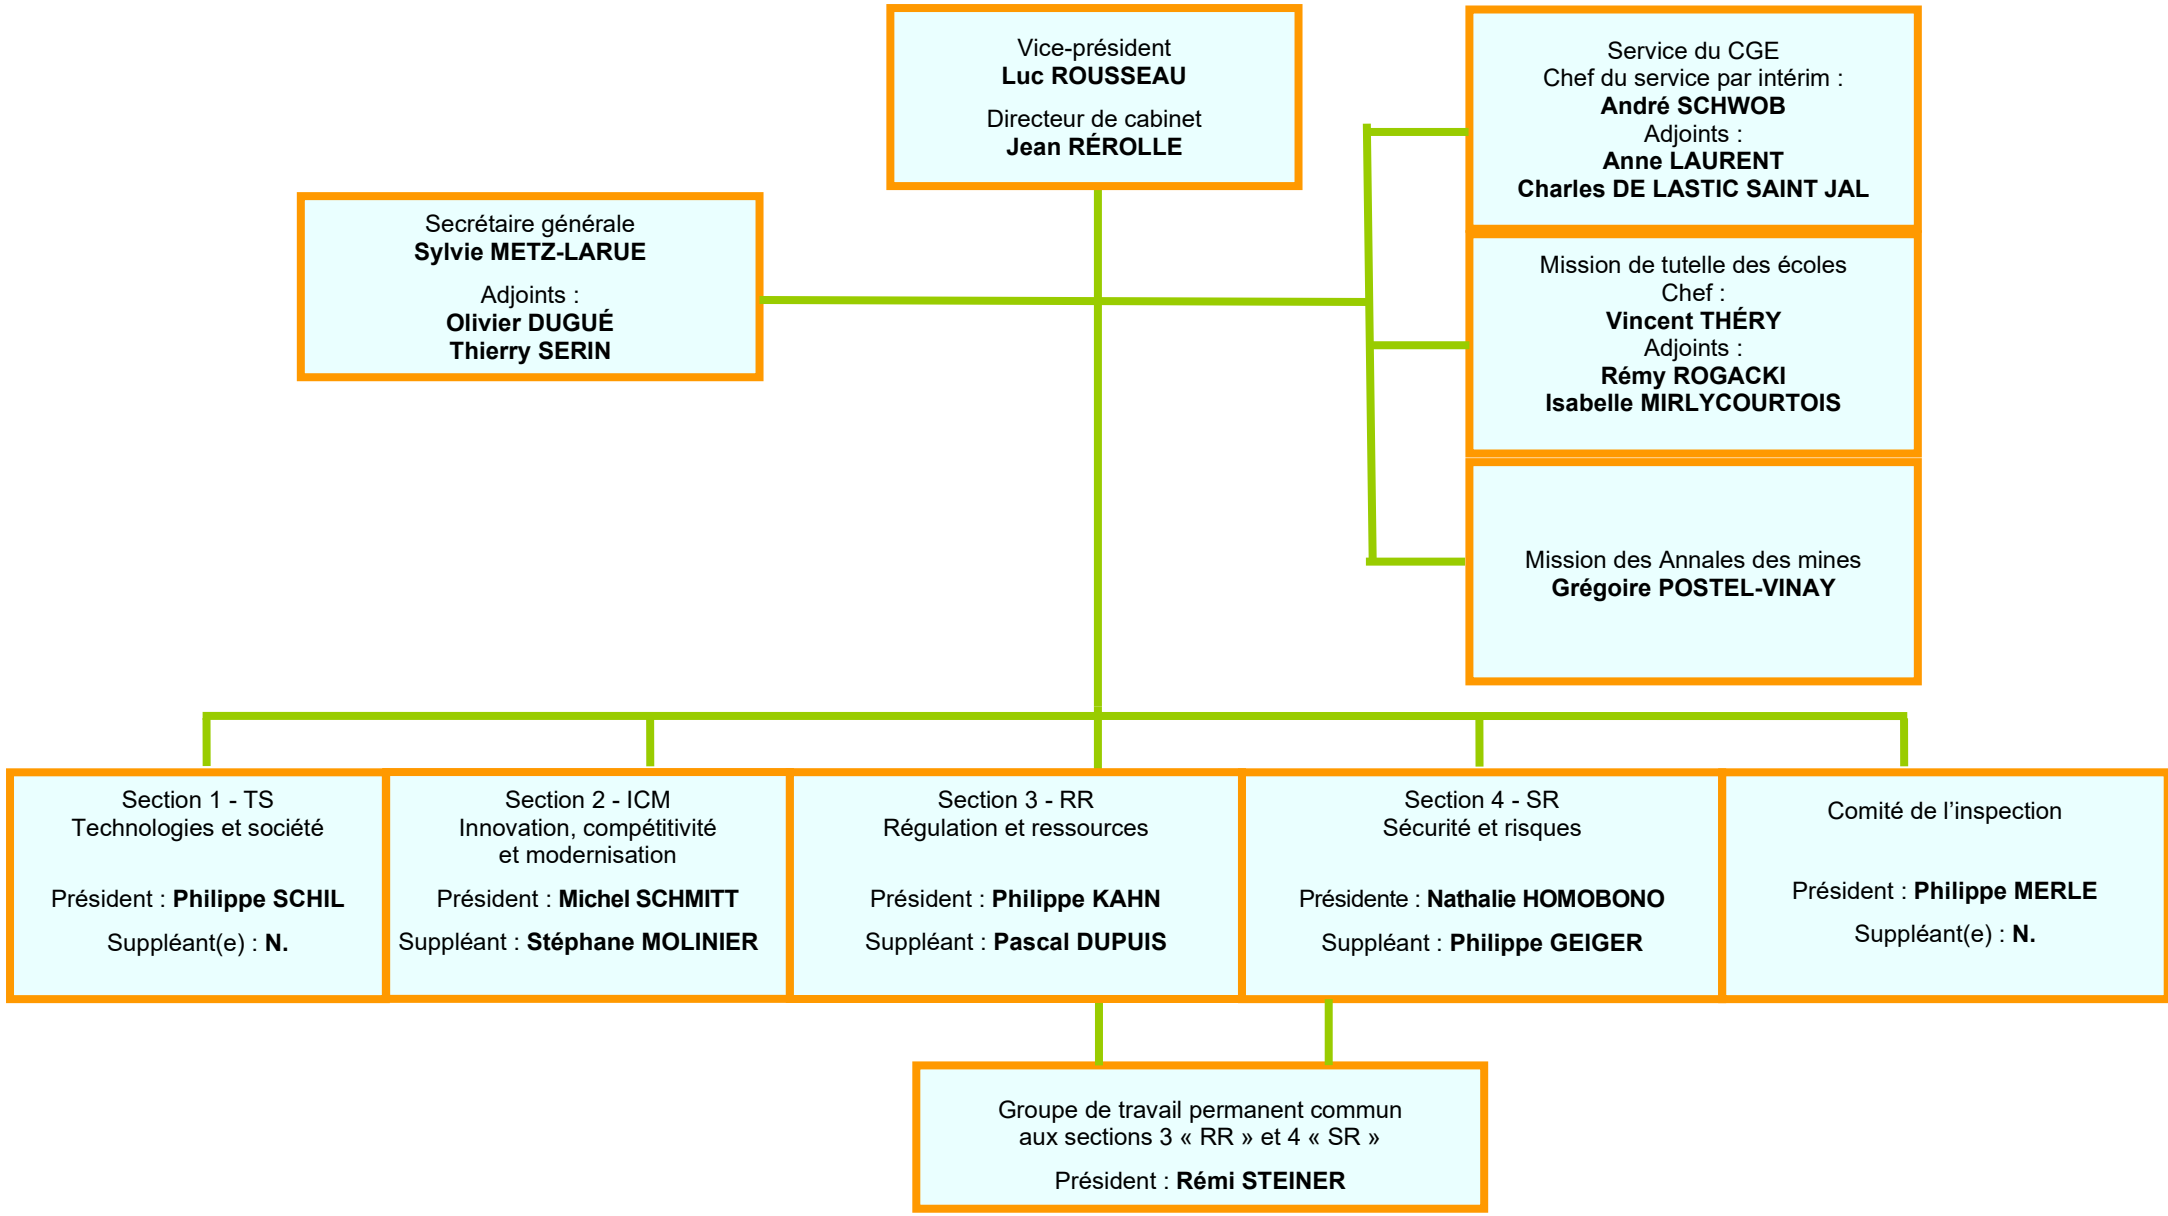 Vice-président
Luc ROUSSEAU
Directeur de cabinet
Jean RÉROLLE
Service du CGE
Chef du service par intérim :
André SCHWOB
Adjoints :
Anne LAURENT
Charles DE LASTIC SAINT JAL
Secrétaire générale
Sylvie METZ-LARUE
Adjoints :
Olivier DUGUÉ
Thierry SERIN
Mission de tutelle des écoles
Chef :
Vincent THÉRY
Adjoints :
Rémy ROGACKI
Isabelle MIRLYCOURTOIS
Mission des Annales des mines
Grégoire POSTEL-VINAY
Section 1 - TS
Technologies et société
Président : Philippe SCHIL
Suppléant(e) : N.
Section 2 - ICM
Innovation, compétitivité
et modernisation
Président : Michel SCHMITT
Suppléant : Stéphane MOLINIER
Section 3 - RR
Régulation et ressources
Président : Philippe KAHN
Suppléant : Pascal DUPUIS
Section 4 - SR
Sécurité et risques
Présidente : Nathalie HOMOBONO
Suppléant : Philippe GEIGER
Comité de l’inspection
Président : Philippe MERLE
Suppléant(e) : N.
Groupe de travail permanent commun
aux sections 3 « RR » et 4 « SR »
Président : Rémi STEINER